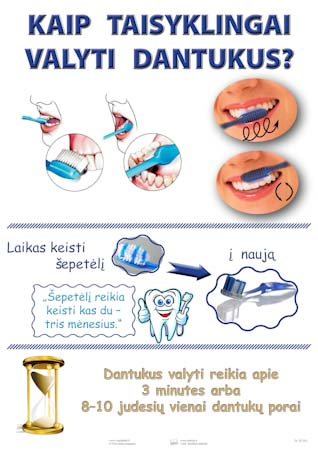 KAIP TAISYKLINGAI
VALYTI DANTUKUS?
Laikas keisti
šepetėlį
į naują
„Šepetėlį reikia
keisti kas du –
tris mėnesius.“
Dantukus valyti reikia apie
3 minutes arba
8–10 judesių vienai dantukų porai